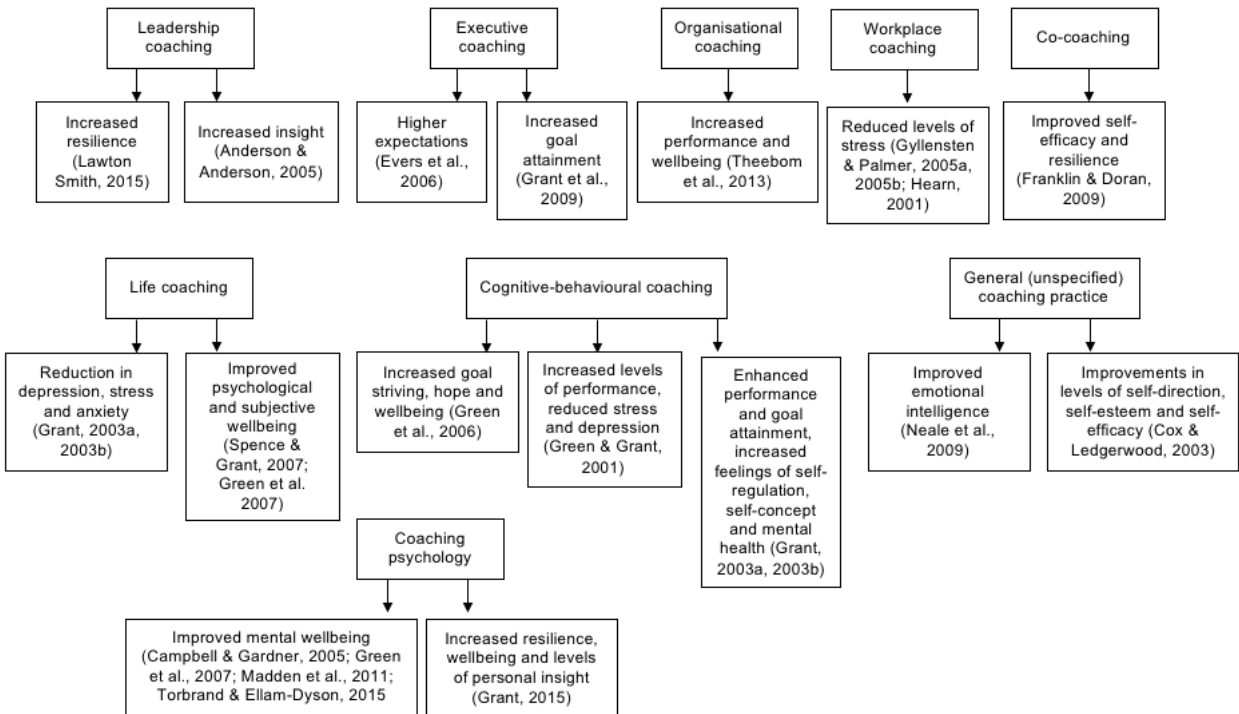 Leadership
coaching
Executive
coaching
Organisational
coaching
Workplace
coaching
Co-coaching
Increased
resilience
(Lawton
Smith, 2015)
Increased insight
(Anderson &
Anderson, 2005)
Higher
expectations
(Evers et al.,
2006)
Increased
goal
attainment
(Grant et al.,
2009)
Increased
performance
and wellbeing (Theebom
et al., 2013)
Reduced levels of
stress (Gyllensten
& Palmer, 2005a,
2005b; Hearn,
2001)
Improved self-
efficacy and
resilience
(Franklin & Doran,
2009)
Life coaching
Cognitive-behavioural coaching
General (unspecified)
coaching practice
Reduction in
depression, stress
and anxiety
(Grant, 2003a,
2003b)
Improved
psychological
and subjective
wellbeing
(Spence &
Grant, 2007;
Green et al.
2007)
Increased goal
striving, hope and
wellbeing (Green
et al., 2006)
Increased levels
of performance,
reduced stress
and depression
(Green & Grant,
2001)
Enhanced
performance
and goal
attainment,
increased
feelings of self-
regulation,
self-concept
and mental
health (Grant,
2003a, 2003b)
Improved
emotional
intelligence
(Neale et al.,
2009)
Improvements in
levels of self-direction,
self-esteem and self-
efficacy (Cox &
Ledgerwood, 2003)
Coaching
psychology
Improved mental wellbeing
(Campbell & Gardner, 2005; Green
et al., 2007; Madden et al., 2011;
Torbrand & Ellam-Dyson, 2015
Increased resilience,
wellbeing and levels
of personal insight
(Grant, 2015)